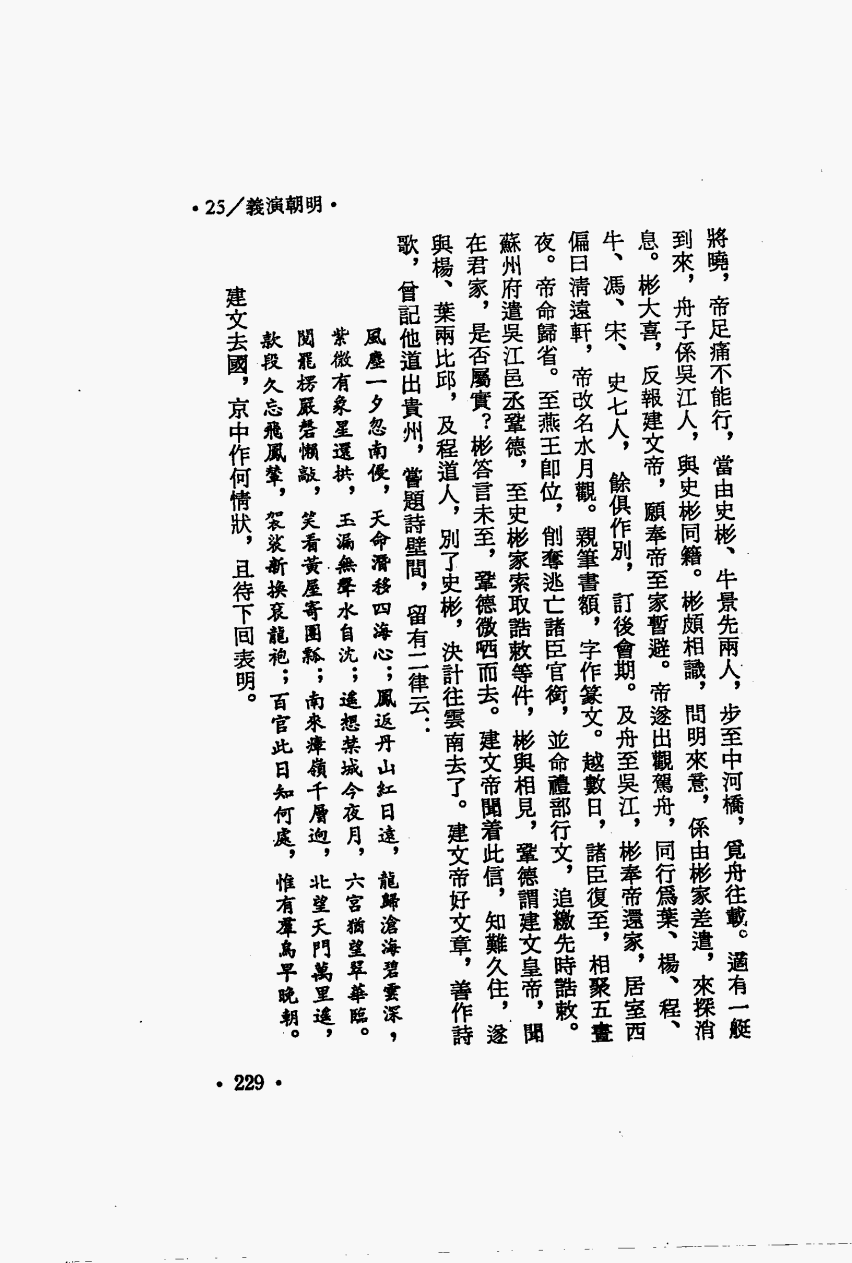 •25/義演朝明•
將曉，帝足痛不能行，當由史彬、牛景先兩人，步至中河橋，覓舟往載。適有一艇
到來，舟子係吳江人，與史彬同籍。彬頗相識，問明來意，係由彬家差遣，來探消
息。彬大喜，反報建文帝，願奉帝至家暫避。帝遂出觀駕舟，同行爲葉、楊、程、
牛、馮、宋、史七人，餘俱作別，訂後會期。及舟至吳江，彬奉帝還家，居室西
偏曰清遠軒，帝改名水月觀。親筆書額，字作篆文。越數日，諸臣復至，相聚五晝
夜。帝命歸省。至燕王卽位，削奪逃亡諸臣官銜，並命禮部行文，追繳先時誥敕。
蘇州府遣吳江邑丞鞏德，至史彬家索取誥敕等件，彬與相見，鞏德謂建文皇帝，聞
在君家，是否屬實？彬答言未至，鞏德微哂而去。建文帝聞着此信，知難久住，遂
與楊、葉兩比邱，及程道人，別了史彬，決計往雲南去了。建文帝好文章，善作詩
歌，曾記他道出貴州，嘗題詩壁間，留有二律云：
風塵一夕忽南侵，天命潛移四海心；鳳返丹山紅日遠，龍歸滄海碧雲深，
紫微有象星還拱，玉漏無聲水自沈；遙想禁城今夜月，六宮猶望翠華臨。
閱罷楞嚴磬懶敲，笑看黃屋寄團瓢；南來瘴嶺千層迥，北望天門萬里遙，
款段久忘飛鳳輦，袈裟新換袞龍袍；百官此日知何處，惟有羣烏早晚朝。
建文去國，京中作何情狀，且待下回表明。
•229•